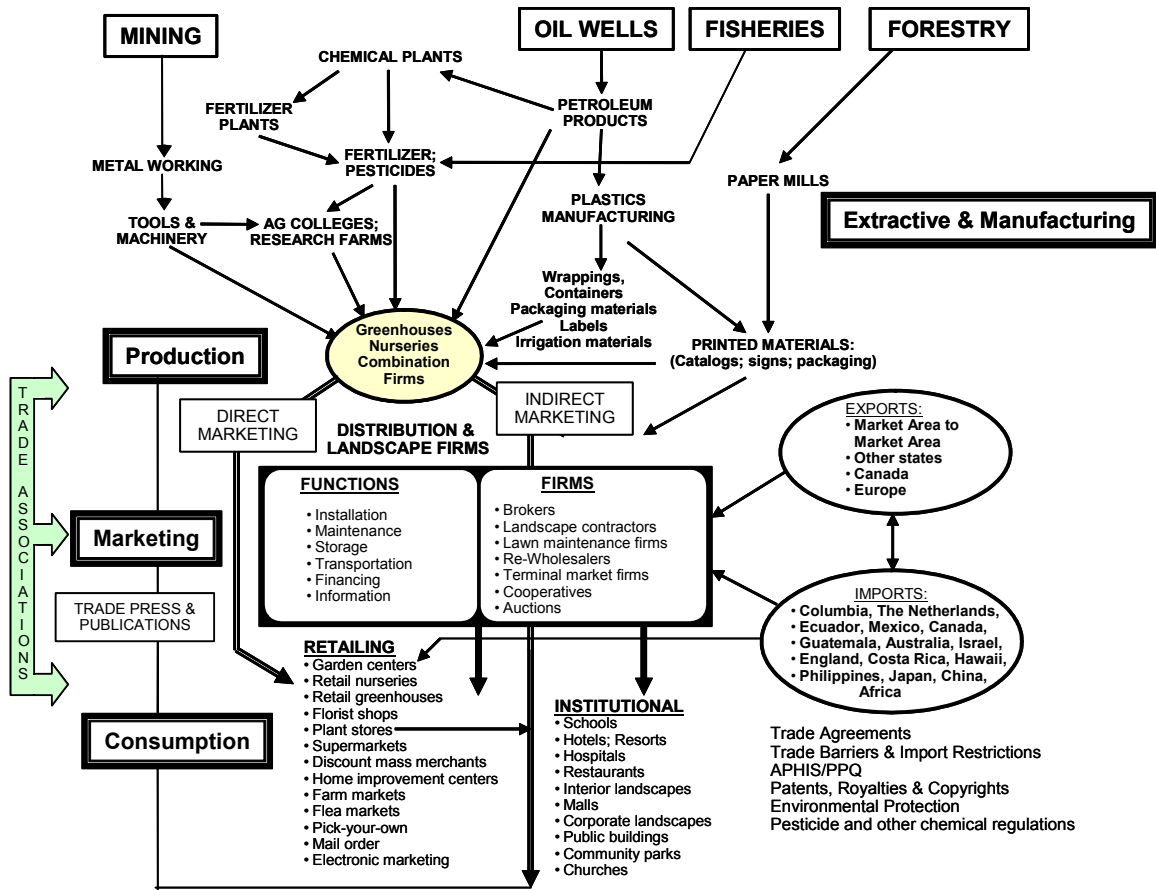 MINING
OIL WELLS
FISHERIES
FORESTRY
CHEMICAL PLANTS
FERTILIZER
PLANTS
PETROLEUM
PRODUCTS
METAL WORKING
FERTILIZER;
PESTICIDES
PAPER MILLS
PLASTICS
MANUFACTURING
TOOLS &
MACHINERY
AG COLLEGES;
RESEARCH FARMS
Extractive & Manufacturing
Wrappings,
Containers
Packaging materials
Labels
Irrigation materials
Greenhouses
Nurseries
Combination
Firms
PRINTED MATERIALS:
(Catalogs; signs; packaging)
Production
TRADE ASSOCIATIONS
DIRECT
MARKETING
INDIRECT
MARKETING
DISTRIBUTION &
LANDSCAPE FIRMS
EXPORTS:
• Market Area to
Market Area
• Other states
• Canada
• Europe
FUNCTIONS
• Installation
• Maintenance
• Storage
• Transportation
• Financing
• Information
FIRMS
• Brokers
• Landscape contractors
• Lawn maintenance firms
• Re-Wholesalers
• Terminal market firms
• Cooperatives
• Auctions
Marketing
TRADE PRESS &
PUBLICATIONS
IMPORTS:
• Columbia, The Netherlands,
• Ecuador, Mexico, Canada,
• Guatemala, Australia, Israel,
• England, Costa Rica, Hawaii,
• Philippines, Japan, China,
Africa
RETAILING
• Garden centers
• Retail nurseries
• Retail greenhouses
• Florist shops
• Plant stores
• Supermarkets
• Discount mass merchants
• Home improvement centers
• Farm markets
• Flea markets
• Pick-your-own
• Mail order
• Electronic marketing
Consumption
INSTITUTIONAL
• Schools
• Hotels; Resorts
• Hospitals
• Restaurants
• Interior landscapes
• Malls
• Corporate landscapes
• Public buildings
• Community parks
• Churches
Trade Agreements
Trade Barriers & Import Restrictions
APHIS/PPQ
Patents, Royalties & Copyrights
Environmental Protection
Pesticide and other chemical regulations